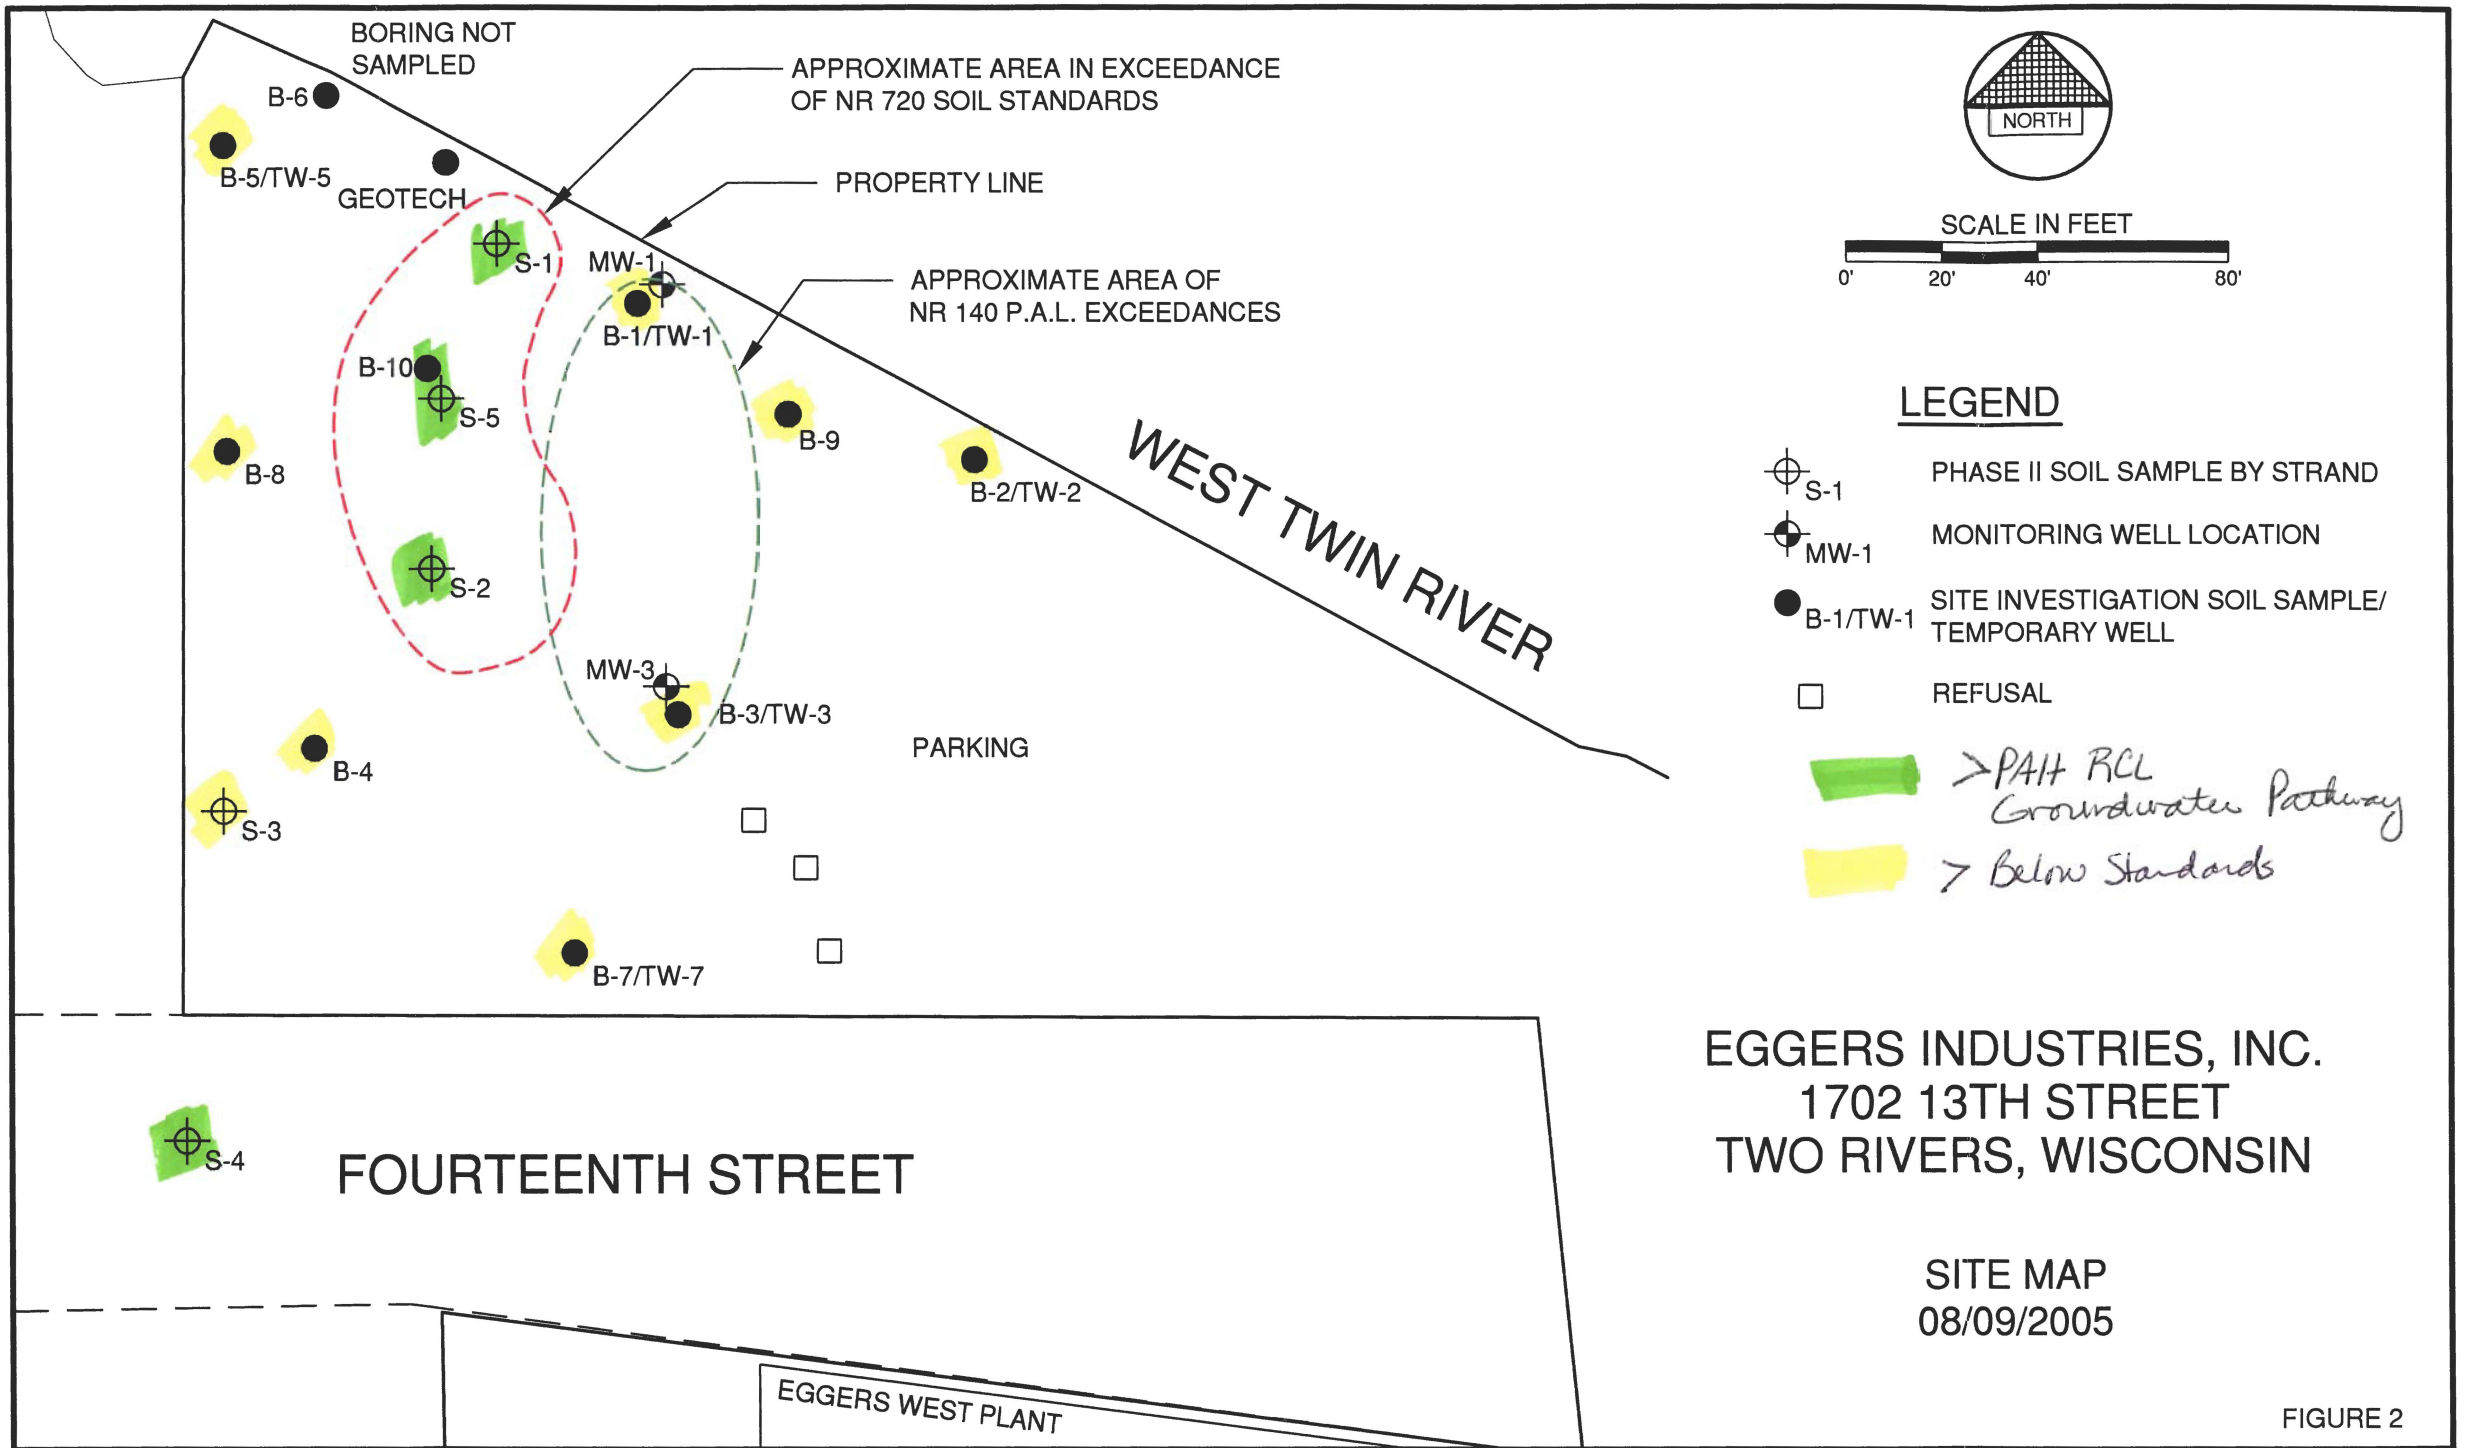 BORING NOT
SAMPLED
B-6
B-5/TW-5
GEOTECH
APPROXIMATE AREA IN EXCEEDANCE
OF NR 720 SOIL STANDARDS
PROPERTY LINE
S-1
MW-1
B-1/TW-1
APPROXIMATE AREA OF
NR 140 P.A.L. EXCEEDANCES
B-10
S-5
B-9
B-8
B-2/TW-2
S-2
WEST TWIN RIVER
MW-3
B-3/TW-3
PARKING
B-4
S-3
B-7/TW-7
S-4
FOURTEENTH STREET
EGGERS WEST PLANT
NORTH
SCALE IN FEET
0' 20' 40' 80'
LEGEND
S-1 PHASE II SOIL SAMPLE BY STRAND
MW-1 MONITORING WELL LOCATION
B-1/TW-1 SITE INVESTIGATION SOIL SAMPLE/
TEMPORARY WELL
REFUSAL
>PAH RCL
Groundwater Pathway
> Below Standards
EGGERS INDUSTRIES, INC.
1702 13TH STREET
TWO RIVERS, WISCONSIN
SITE MAP
08/09/2005
FIGURE 2